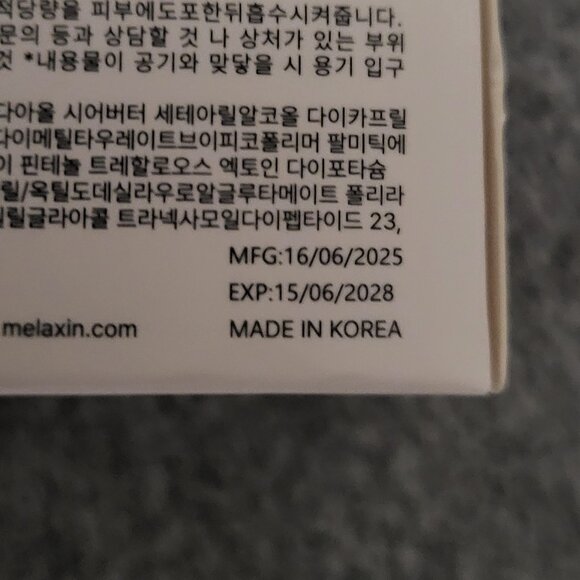 적당량을 피부에도포한뒤흡수시켜줍니다.
문의 등과 상담할 것 나 상처가 있는 부위
것 *내용물이 공기와 맞닿을 시 용기 입구
다아올 시어버터 세테아릴알코올 다이카프릴
다이메틸타우레이트브이피코폴리머 팔미틱에
이 핀테놀 트레할로오스 엑토인 다이포타슘
릴/옥틸도데실라우로알글루타메이트 폴리라
릴글라아콜 트라넥사모일다이펩타이드 23,
MFG:16/06/2025
EXP:15/06/2028
melaxin.com
MADE IN KOREA